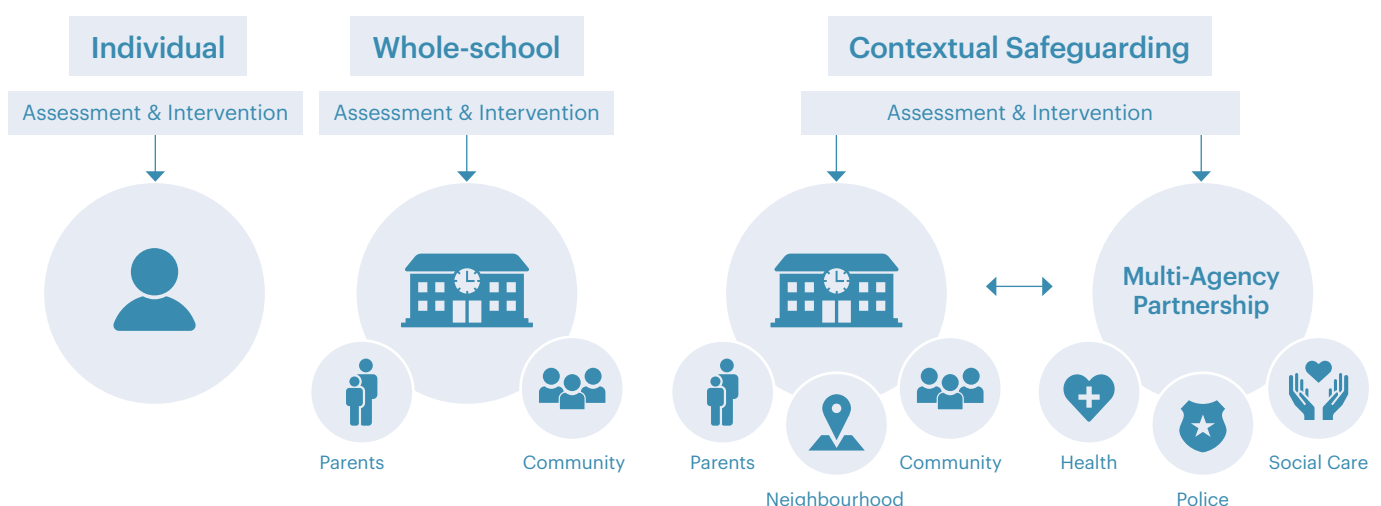 Individual
Assessment & Intervention
Whole-school
Assessment & Intervention
Parents
Community
Contextual Safeguarding
Assessment & Intervention
Parents
Neighbourhood
Community
Multi-Agency
Partnership
Health
Police
Social Care